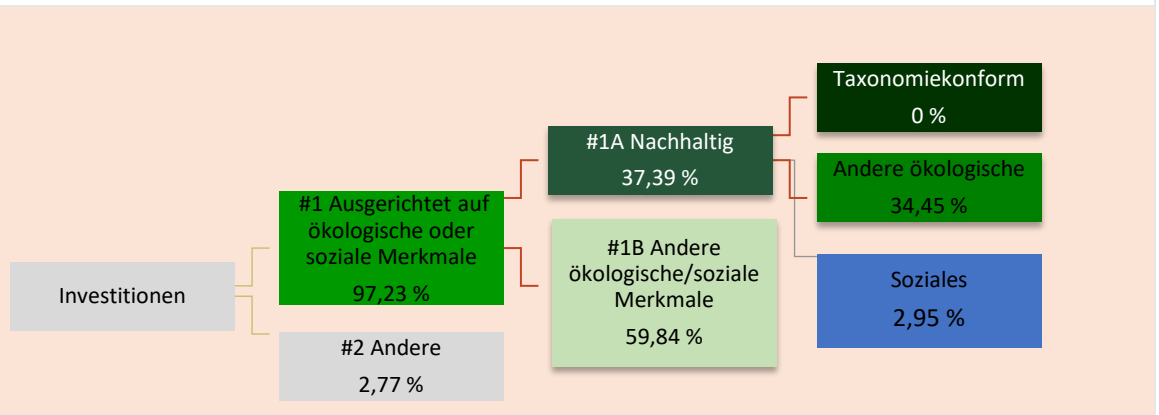 Investitionen
#1 Ausgerichtet auf
ökologische oder
soziale Merkmale
97,23 %
#2 Andere
2,77 %
#1A Nachhaltig
37,39 %
#1B Andere
ökologische/soziale
Merkmale
59,84 %
Taxonomiekonform
0 %
Andere ökologische
34,45 %
Soziales
2,95 %